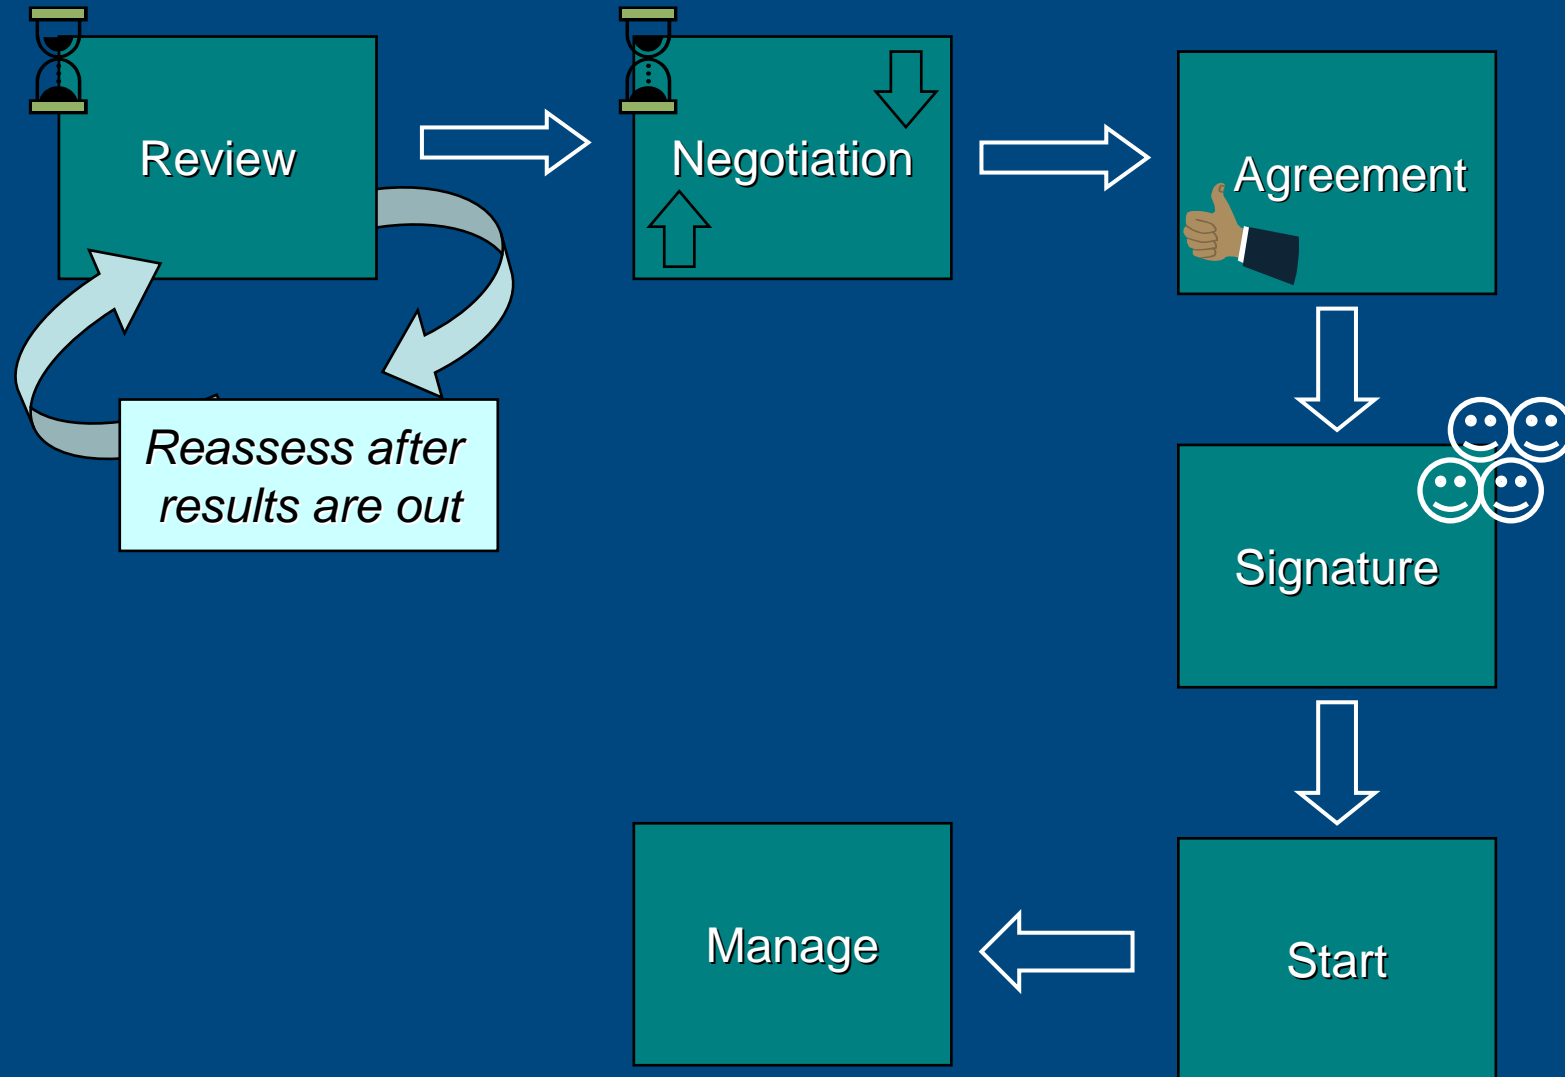 Review
Negotiation
Agreement
Reassess after
results are out
Signature
Manage
Start